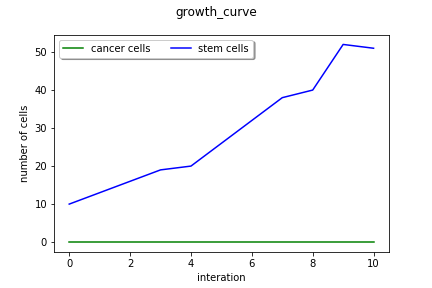 growth_curve
cancer cells stem cells
50
40
30
20
10
0
number of cells
0 2 4 6 8 10
interation